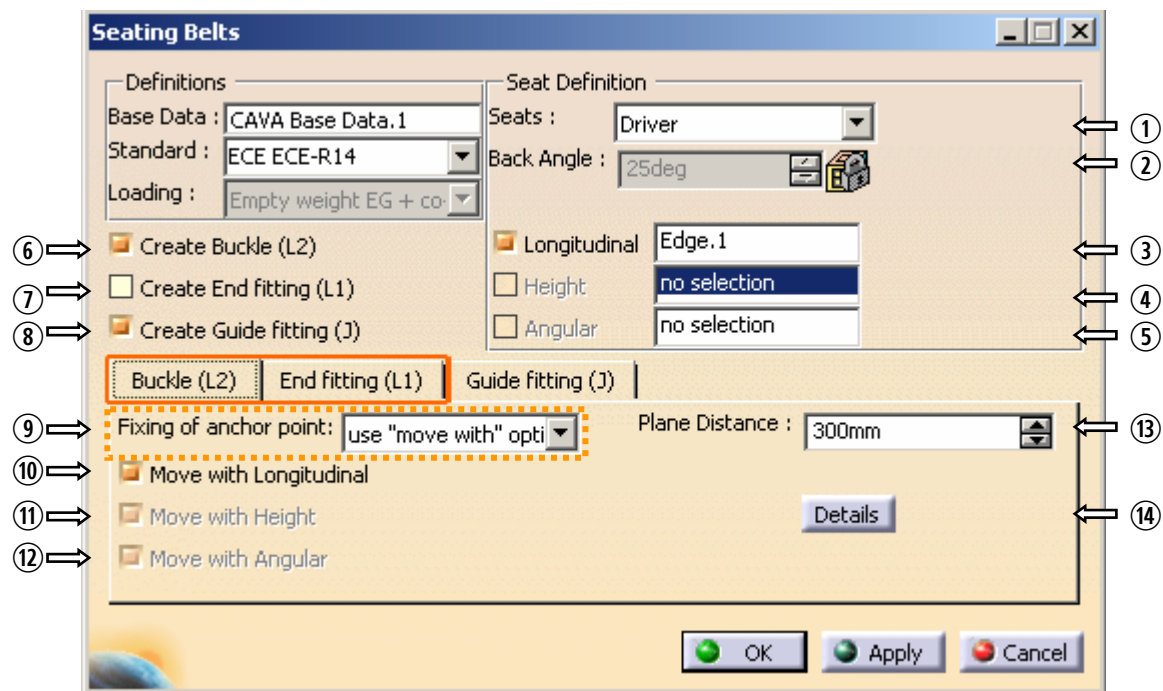 Seating Belts
Definitions
Seat Definition
Base Data : CAVA Base Data.1
Seats : Driver
①
Standard : ECE ECE-R14
Back Angle : 25deg
②
Loading : Empty weight EG + co
⑥ Create Buckle (L2)
Longitudinal Edge.1
③
⑦ Create End fitting (L1)
Height no selection
④
⑧ Create Guide fitting (J)
Angular no selection
⑤
Buckle (L2) End fitting (L1) Guide fitting (J)
⑨ Fixing of anchor point: use "move with" opti
Plane Distance : 300mm
⑬
⑩ Move with Longitudinal
⑪ Move with Height
Details
⑭
⑫ Move with Angular
OK Apply Cancel